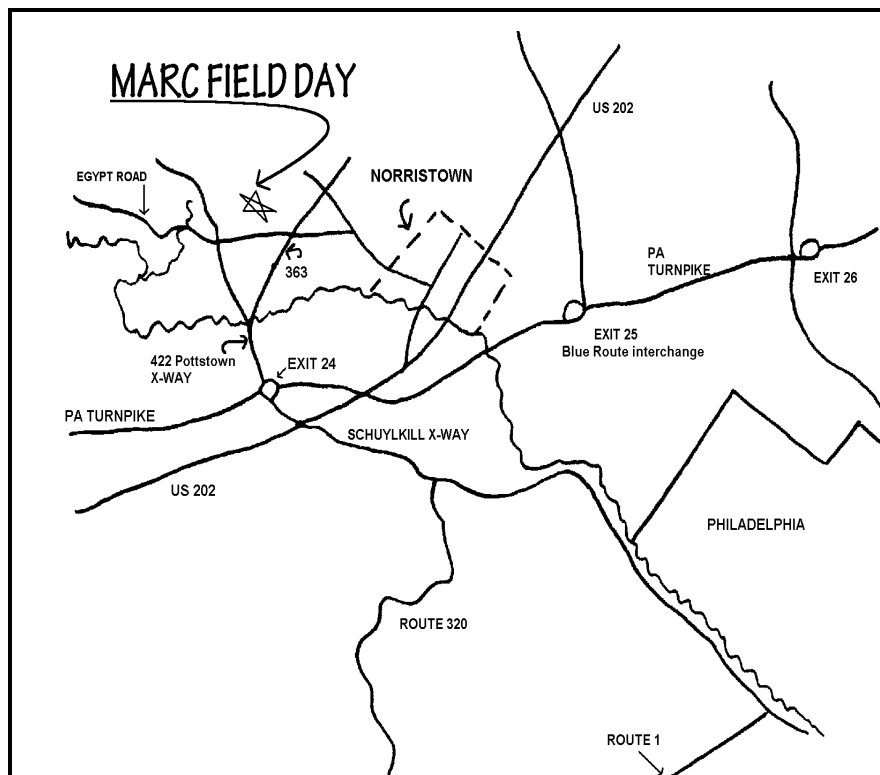 MARC FIELD DAY
US 202
EGYPT ROAD
NORRISTOWN
363
PA
TURNPIKE
EXIT 26
EXIT 25
Blue Route interchange
422 Pottstown
X-WAY
EXIT 24
PA TURNPIKE
SCHUYLKILL X-WAY
US 202
PHILADELPHIA
ROUTE 320
ROUTE 1